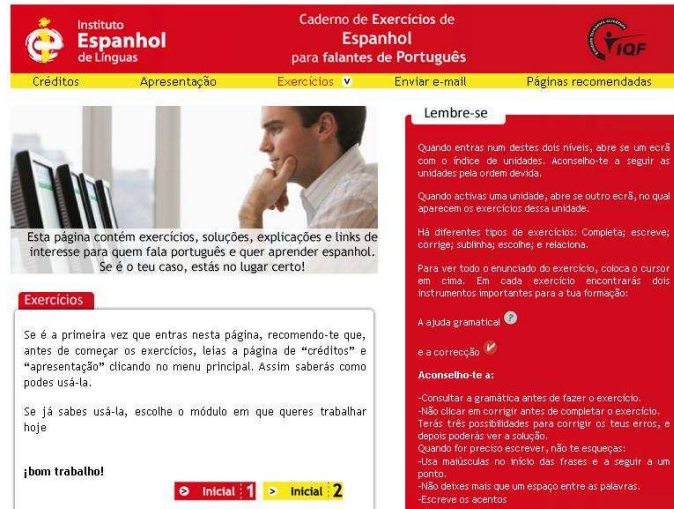 Instituto
Espanhol
de Línguas
Caderno de Exercícios de
Espanhol
para falantes de Português
IQF
Créditos
Apresentação
Exercícios
Enviar e-mail
Páginas recomendadas
Esta página contém exercícios, soluções, explicações e links de
interesse para quem fala português e quer aprender espanhol.
Se é o teu caso, estás no lugar certo!
Exercícios
Se é a primeira vez que entras nesta página, recomendo-te que,
antes de começar os exercícios, leias a página de “créditos” e
“apresentação” clicando no menu principal. Assim saberás como
podes usá-la.
Se já sabes usá-la, escolhe o módulo em que queres trabalhar
hoje
¡bom trabalho!
Inicial 1
Inicial 2
Lembre-se
Quando entras num destes dois níveis, abre se um ecrã
com o índice de unidades. Aconselho-te a seguir as
unidades pela ordem devida.
Quando activas uma unidade, abre se outro ecrã, no qual
aparecem os exercícios dessa unidade.
Há diferentes tipos de exercícios: Completa; escreve;
corrige; sublinha; escolhe; e relaciona.
Para ver todo o enunciado do exercício, coloca o cursor
em cima. Em cada exercício encontrarás dois
instrumentos importantes para a tua formação:
A ajuda gramatical ?
e a correcção
Aconselho-te a:
-Consultar a gramática antes de fazer o exercício.
-Não clicar em corrigir antes de completar o exercício.
Terás três possibilidades para corrigir os teus erros, e
depois poderás ver a solução.
Quando for preciso escrever, não te esqueças:
-Usa maiúsculas no início das frases e a seguir a um
ponto.
-Não deixes mais que um espaço entre as palavras.
-Escreve os acentos